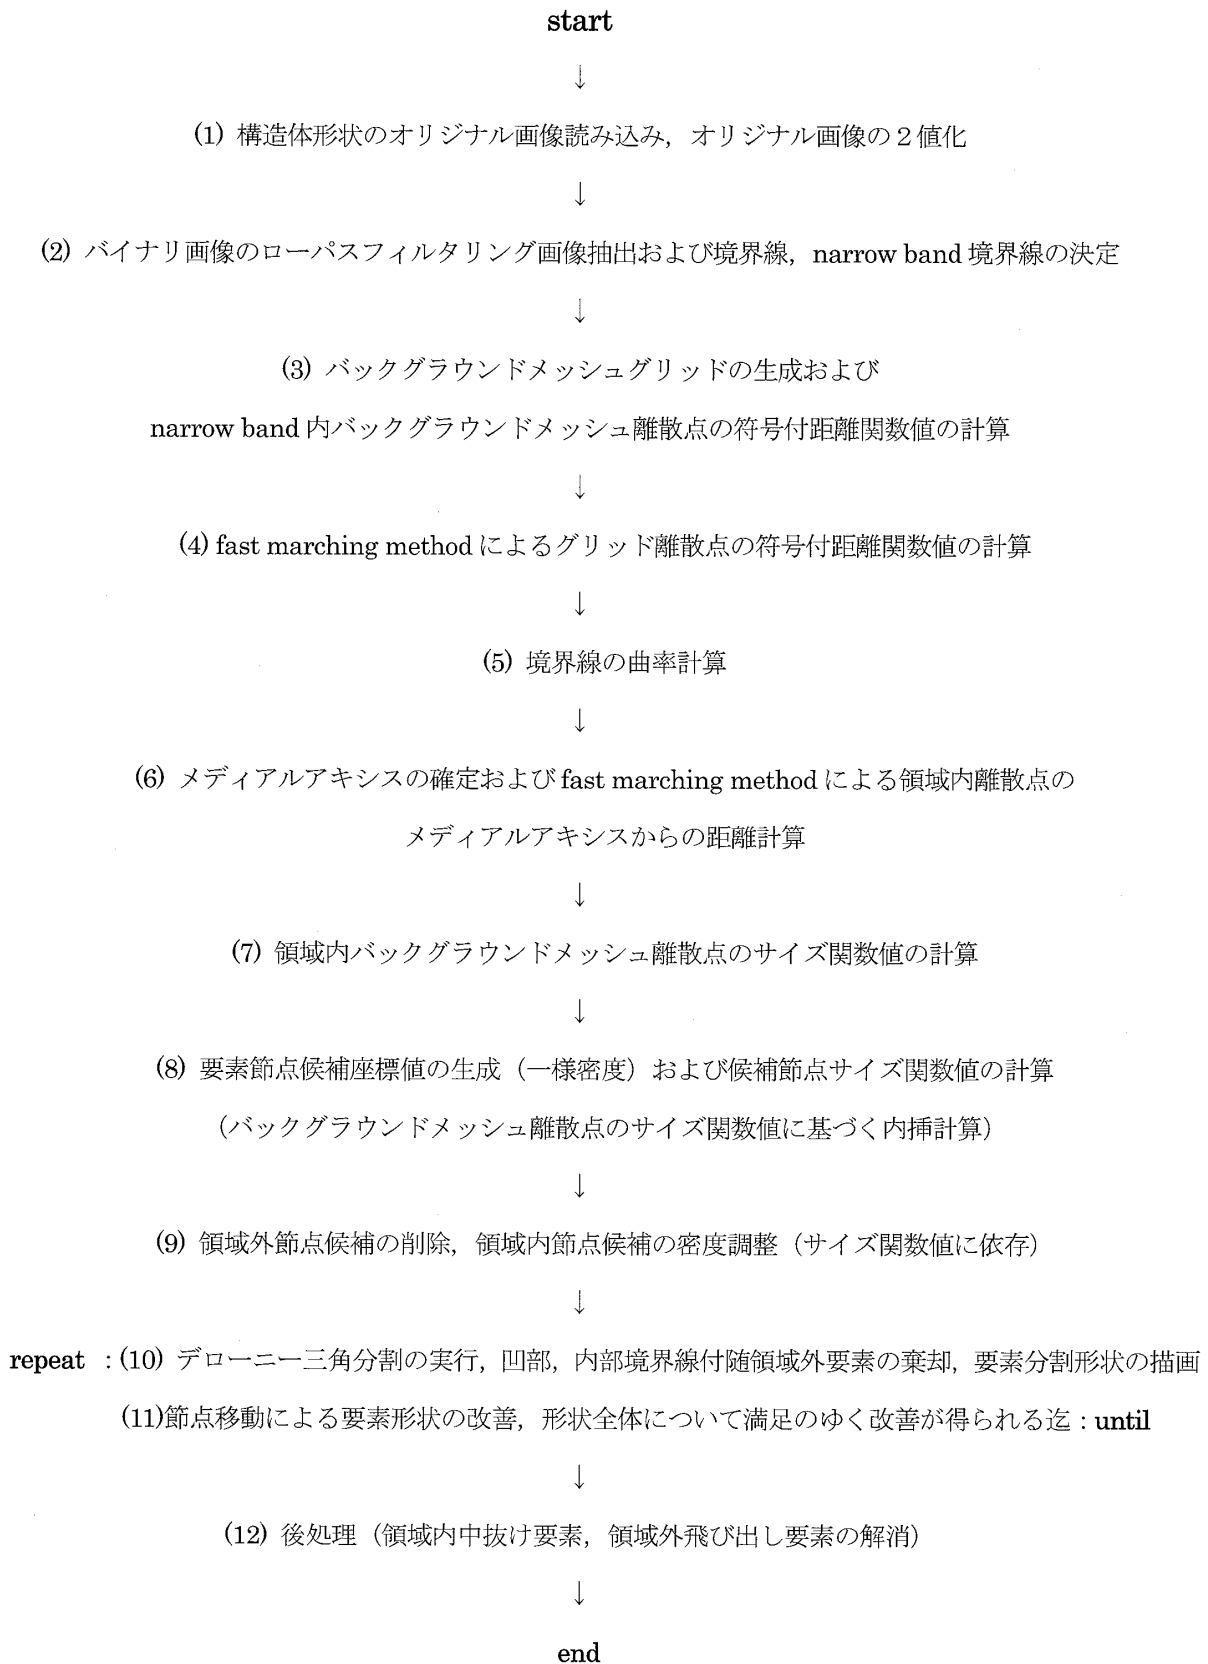 start
↓
(1) 構造体形状のオリジナル画像読み込み，オリジナル画像の２値化
↓
(2) バイナリ画像のローパスフィルタリング画像抽出および境界線，narrow band 境界線の決定
↓
(3) バックグラウンドメッシュグリッドの生成および
narrow band 内バックグラウンドメッシュ離散点の符号付距離関数値の計算
↓
(4) fast marching method によるグリッド離散点の符号付距離関数値の計算
↓
(5) 境界線の曲率計算
↓
(6) メディアルアキシスの確定および fast marching method による領域内離散点の
メディアルアキシスからの距離計算
↓
(7) 領域内バックグラウンドメッシュ離散点のサイズ関数値の計算
↓
(8) 要素節点候補座標値の生成（一様密度）および候補節点サイズ関数値の計算
（バックグラウンドメッシュ離散点のサイズ関数値に基づく内挿計算）
↓
(9) 領域外節点候補の削除，領域内節点候補の密度調整（サイズ関数値に依存）
↓
repeat : (10) デローニー三角分割の実行，凹部，内部境界線付随領域外要素の棄却，要素分割形状の描画
(11)節点移動による要素形状の改善，形状全体について満足のゆく改善が得られる迄 : until
↓
(12) 後処理（領域内中抜け要素，領域外飛び出し要素の解消）
↓
end